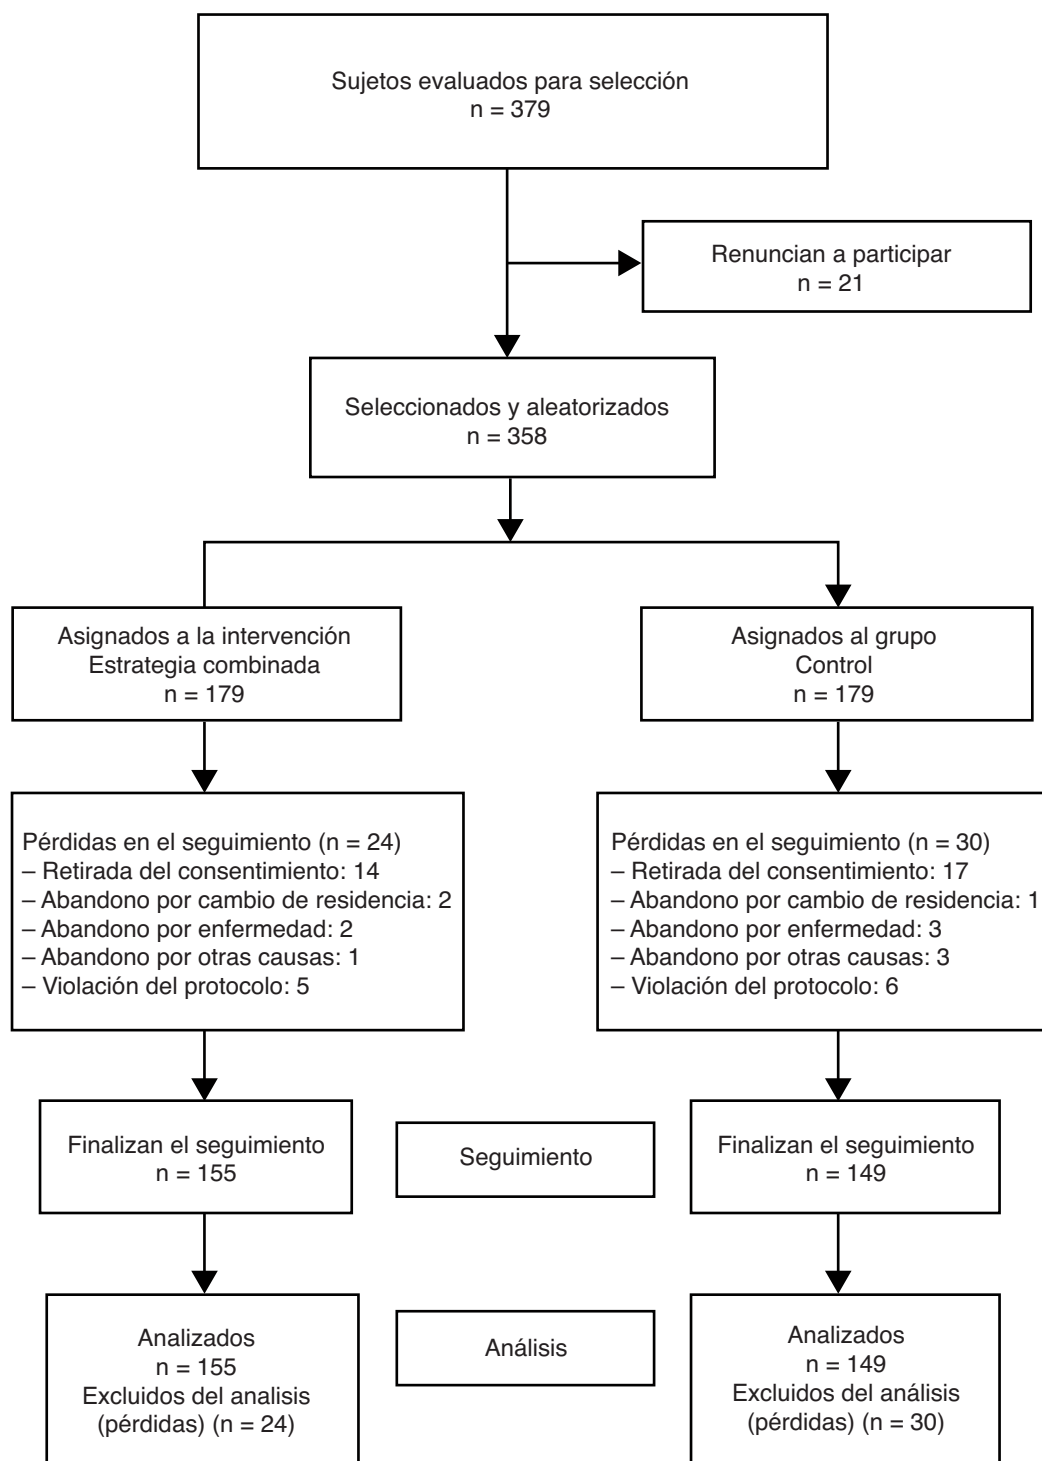 Sujetos evaluados para selección
n = 379
Renuncian a participar
n = 21
Seleccionados y aleatorizados
n = 358
Asignados a la intervención
Estrategia combinada
n = 179
Asignados al grupo
Control
n = 179
Pérdidas en el seguimiento (n = 24)
– Retirada del consentimiento: 14
– Abandono por cambio de residencia: 2
– Abandono por enfermedad: 2
– Abandono por otras causas: 1
– Violación del protocolo: 5
Pérdidas en el seguimiento (n = 30)
– Retirada del consentimiento: 17
– Abandono por cambio de residencia: 1
– Abandono por enfermedad: 3
– Abandono por otras causas: 3
– Violación del protocolo: 6
Finalizan el seguimiento
n = 155
Seguimiento
Finalizan el seguimiento
n = 149
Analizados
n = 155
Excluidos del analisis
(pérdidas) (n = 24)
Análisis
Analizados
n = 149
Excluidos del análisis
(pérdidas) (n = 30)